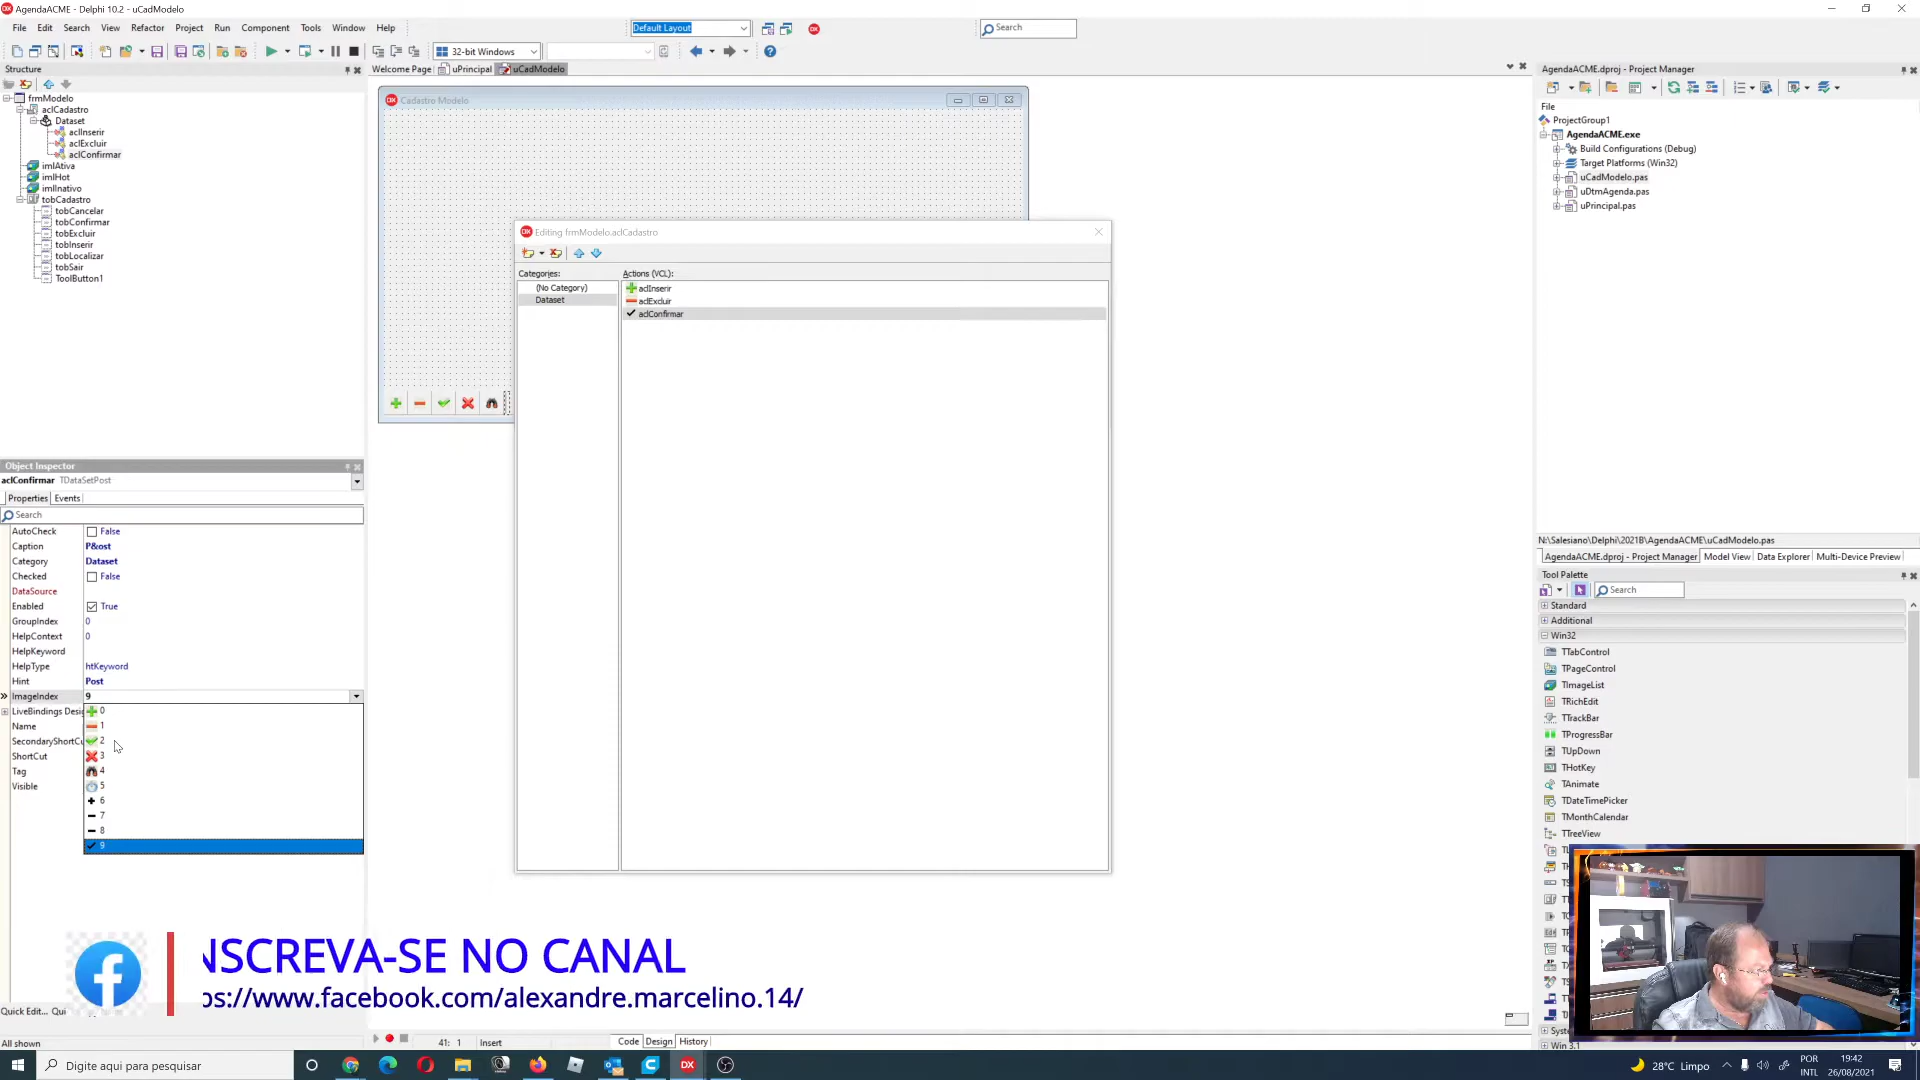 AgendaACME - Delphi 10.2 - uCadModelo
File Edit Search View Refactor Project Run Component Tools Window Help
Default Layout
Search
32-bit Windows
Structure
Welcome Page uPrincipal uCadModelo
AgendaACME.dproj - Project Manager
frmModelo
aclCadastro
Dataset
aclInserir
aclExcluir
aclConfirmar
imlAtiva
imlHot
imlInativo
tobCadastro
tobCancelar
tobConfirmar
tobExcluir
tobInserir
tobLocalizar
tobSair
ToolButton1
Cadastro Modelo
Editing frmModelo.aclCadastro
Categories:
Actions (VCL):
(No Category)
Dataset
aclInserir
aclExcluir
aclConfirmar
File
ProjectGroup1
AgendaACME.exe
Build Configurations (Debug)
Target Platforms (Win32)
uCadModelo.pas
uDtmAgenda.pas
uPrincipal.pas
Object Inspector
aclConfirmar TDataSetPost
Properties Events
Search
AutoCheck False
Caption P&ost
Category Dataset
Checked False
DataSource
Enabled True
GroupIndex 0
HelpContext 0
HelpKeyword
HelpType htKeyword
Hint Post
ImageIndex 9
LiveBindings Desi 0
Name 1
SecondaryShortCu 2
ShortCut 3
Tag 4
Visible 5
6
7
8
9
N:\Salesiano\Delphi\2021B\AgendaACME\uCadModelo.pas
AgendaACME.dproj - Project Manager Model View Data Explorer Multi-Device Preview
Tool Palette
Search
Standard
Additional
Win32
TTabControl
TPageControl
TImageList
TRichEdit
TTrackBar
TProgressBar
TUpDown
THotKey
TAnimate
TDateTimePicker
TMonthCalendar
TTreeView
Win 3.1
NSCREVA-SE NO CANAL
ps://www.facebook.com/alexandre.marcelino.14/
Quick Edit... Qui
All shown
41: 1 Insert
Code Design History
Digite aqui para pesquisar
28°C Limpo
POR
INTL
19:42
26/08/2021